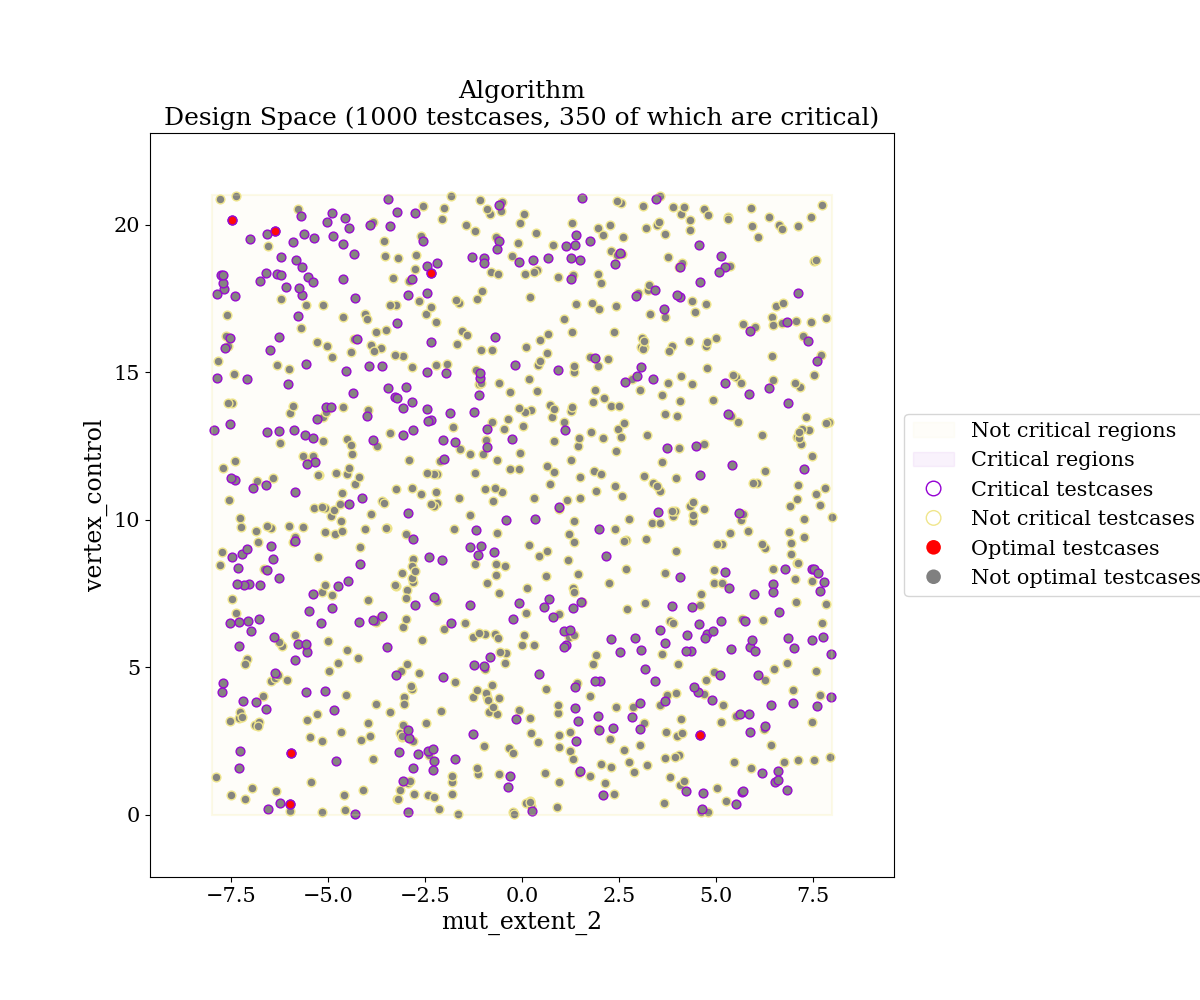 Algorithm
Design Space (1000 testcases, 350 of which are critical)
20
15
10
5
0
vertex_control
−7.5
−5.0
−2.5
0.0
2.5
5.0
7.5
mut_extent_2
Not critical regions
Critical regions
Critical testcases
Not critical testcases
Optimal testcases
Not optimal testcases